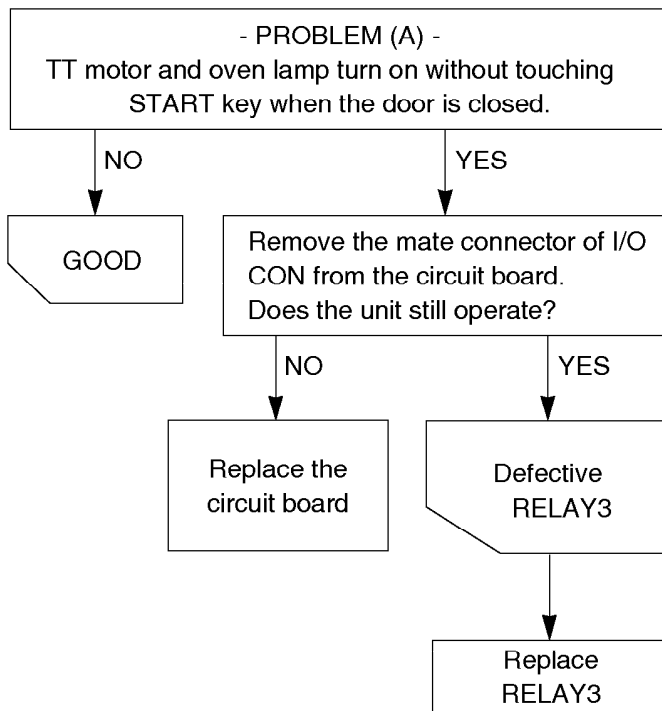 - PROBLEM (A) -
TT motor and oven lamp turn on without touching
START key when the door is closed.
NO
YES
GOOD
Remove the mate connector of I/O
CON from the circuit board.
Does the unit still operate?
NO
YES
Replace the
circuit board
Defective
RELAY3
Replace
RELAY3